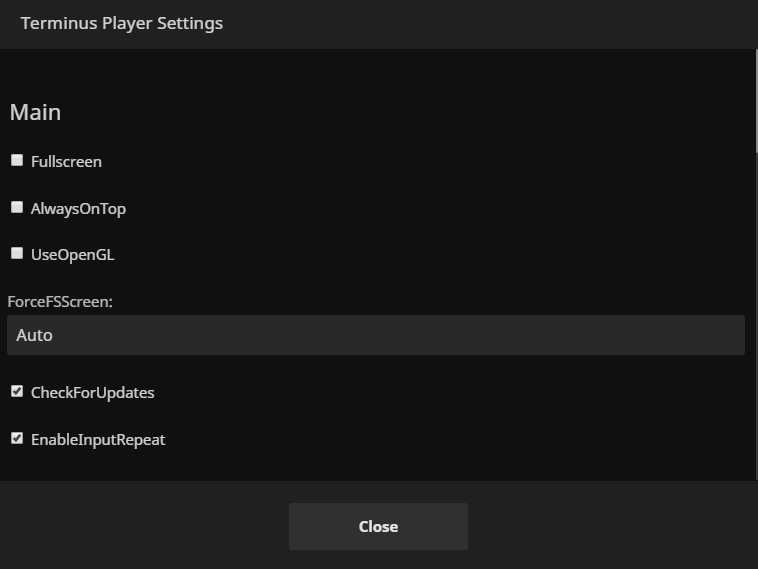 Terminus Player Settings
Main
Fullscreen
AlwaysOnTop
UseOpenGL
ForceFSScreen:
Auto
CheckForUpdates
EnableInputRepeat
Close